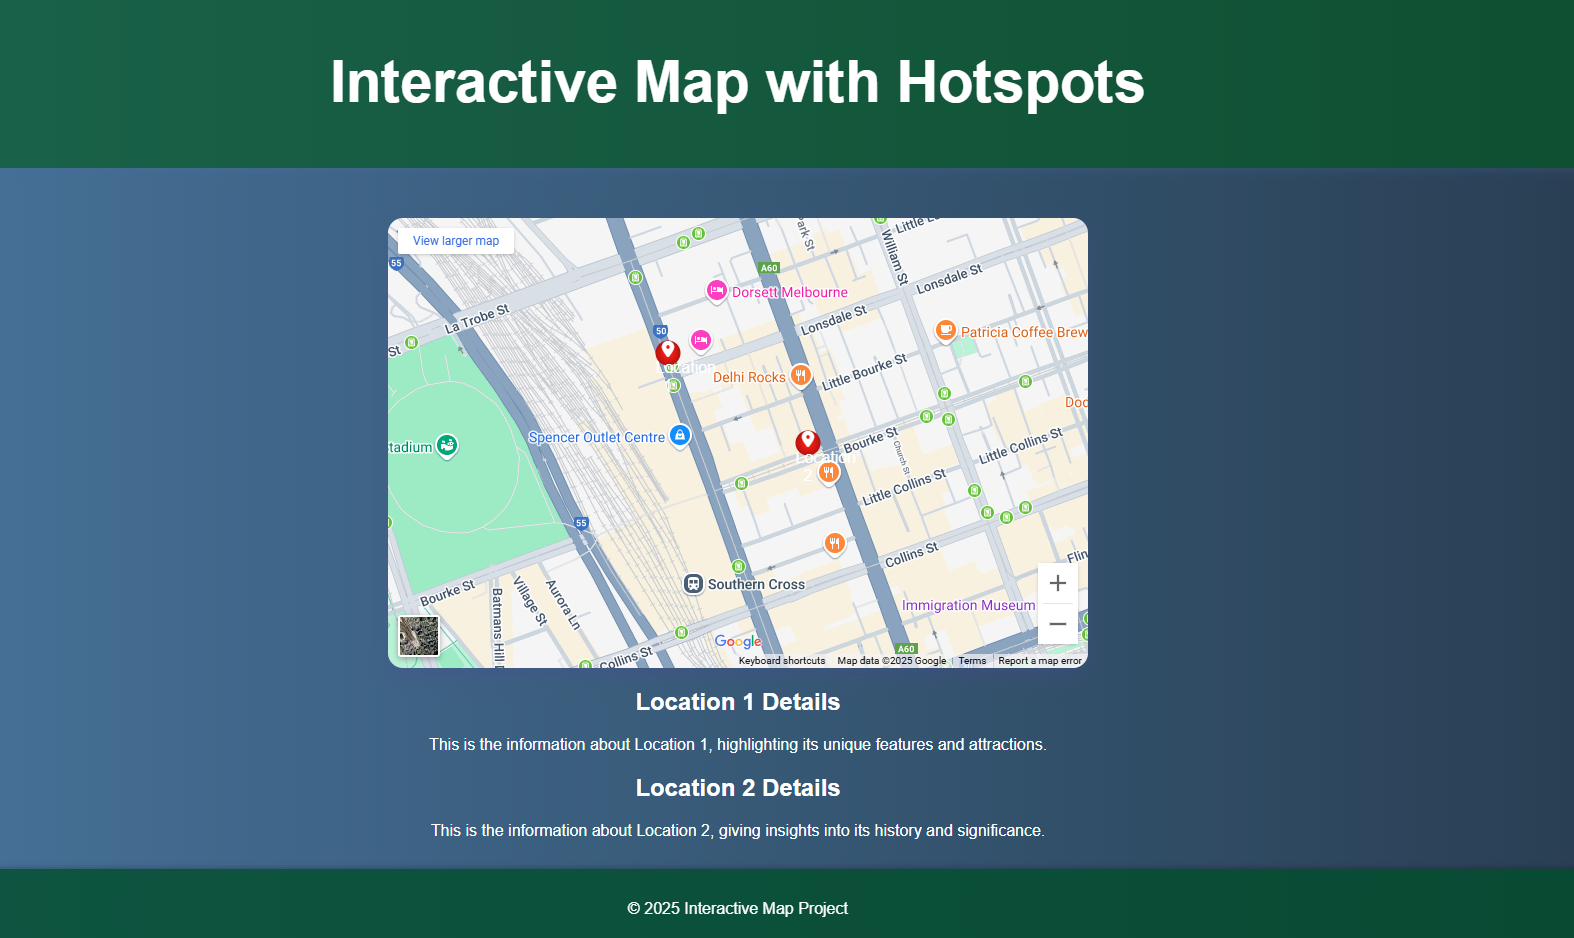 Interactive Map with Hotspots
View larger map
Park St
Little
William St
A60
55
Dorsett Melbourne
Lonsdale St
La Trobe St
Lonsdale St
50
Patricia Coffee Brew
St
Location
Delhi Rocks
Little Bourke St
Doc
Spencer Outlet Centre
Bourke St
Church St
Little Collins St
tadium
Location
2
Little Collins St
55
Collins St
Flin
Southern Cross
Bourke St
Village St
Aurora Ln
Batmans Hill D
Immigration Museum
Google
A60
Collins St
Keyboard shortcuts Map data ©2025 Google Terms Report a map error
Location 1 Details
This is the information about Location 1, highlighting its unique features and attractions.
Location 2 Details
This is the information about Location 2, giving insights into its history and significance.
© 2025 Interactive Map Project